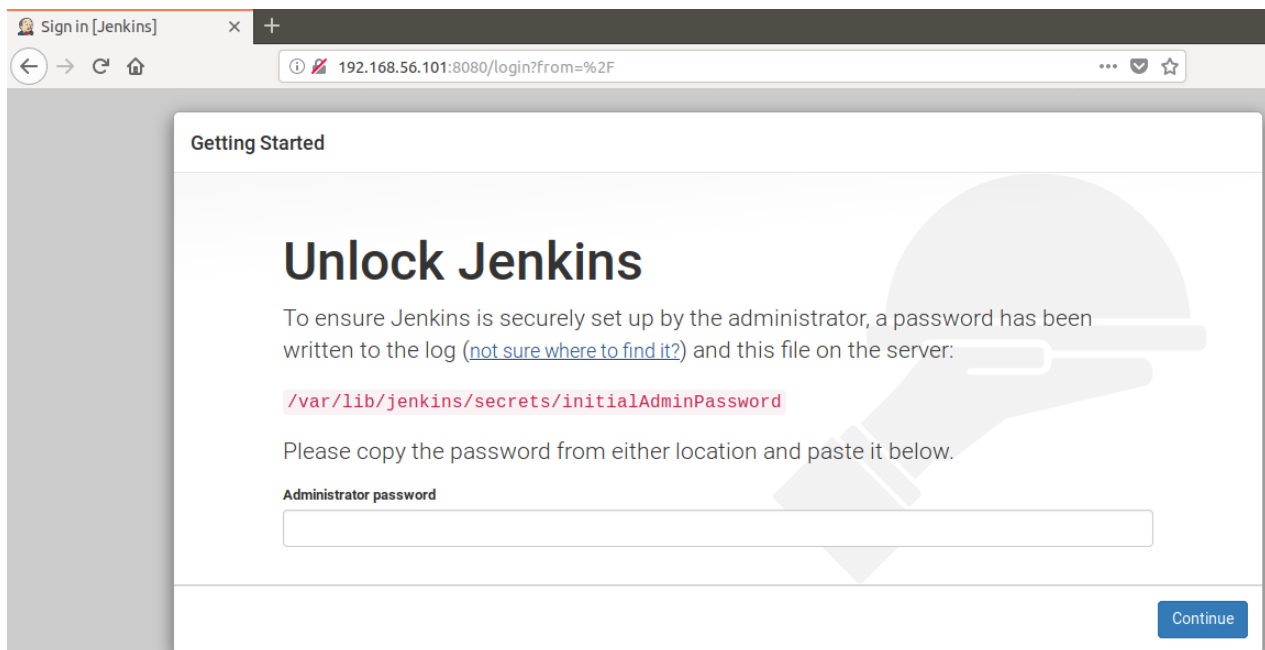 Sign in [Jenkins]
192.168.56.101:8080/login?from=%2F
Getting Started
Unlock Jenkins
To ensure Jenkins is securely set up by the administrator, a password has been
written to the log (not sure where to find it?) and this file on the server:
/var/lib/jenkins/secrets/initialAdminPassword
Please copy the password from either location and paste it below.
Administrator password
Continue